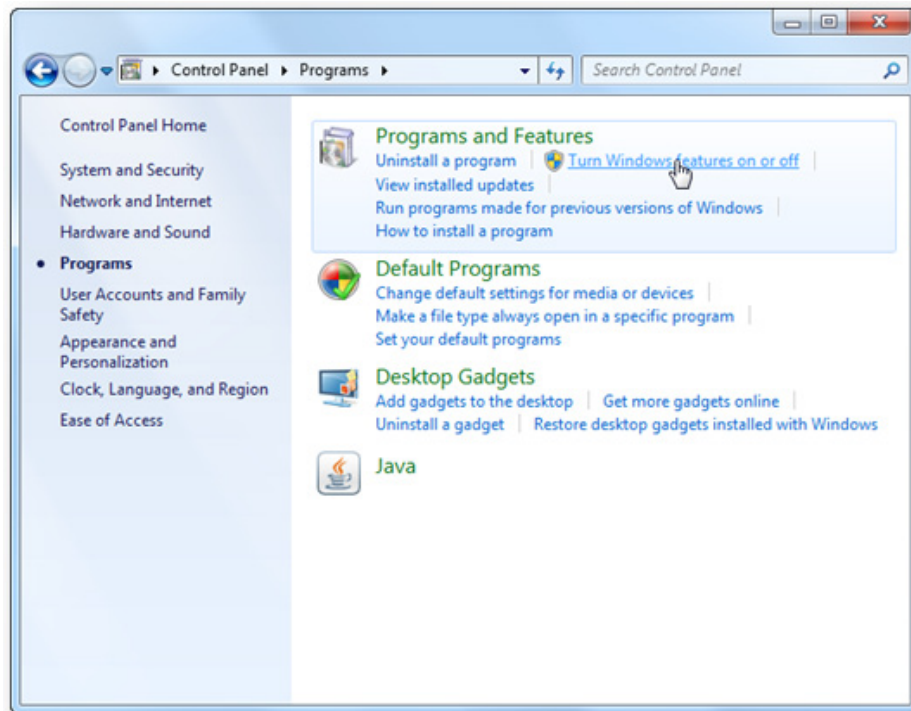 Control Panel Programs
Search Control Panel
Control Panel Home
System and Security
Network and Internet
Hardware and Sound
Programs
User Accounts and Family
Safety
Appearance and
Personalization
Clock, Language, and Region
Ease of Access
Programs and Features
Uninstall a program Turn Windows features on or off
View installed updates
Run programs made for previous versions of Windows
How to install a program
Default Programs
Change default settings for media or devices
Make a file type always open in a specific program
Set your default programs
Desktop Gadgets
Add gadgets to the desktop Get more gadgets online
Uninstall a gadget Restore desktop gadgets installed with Windows
Java